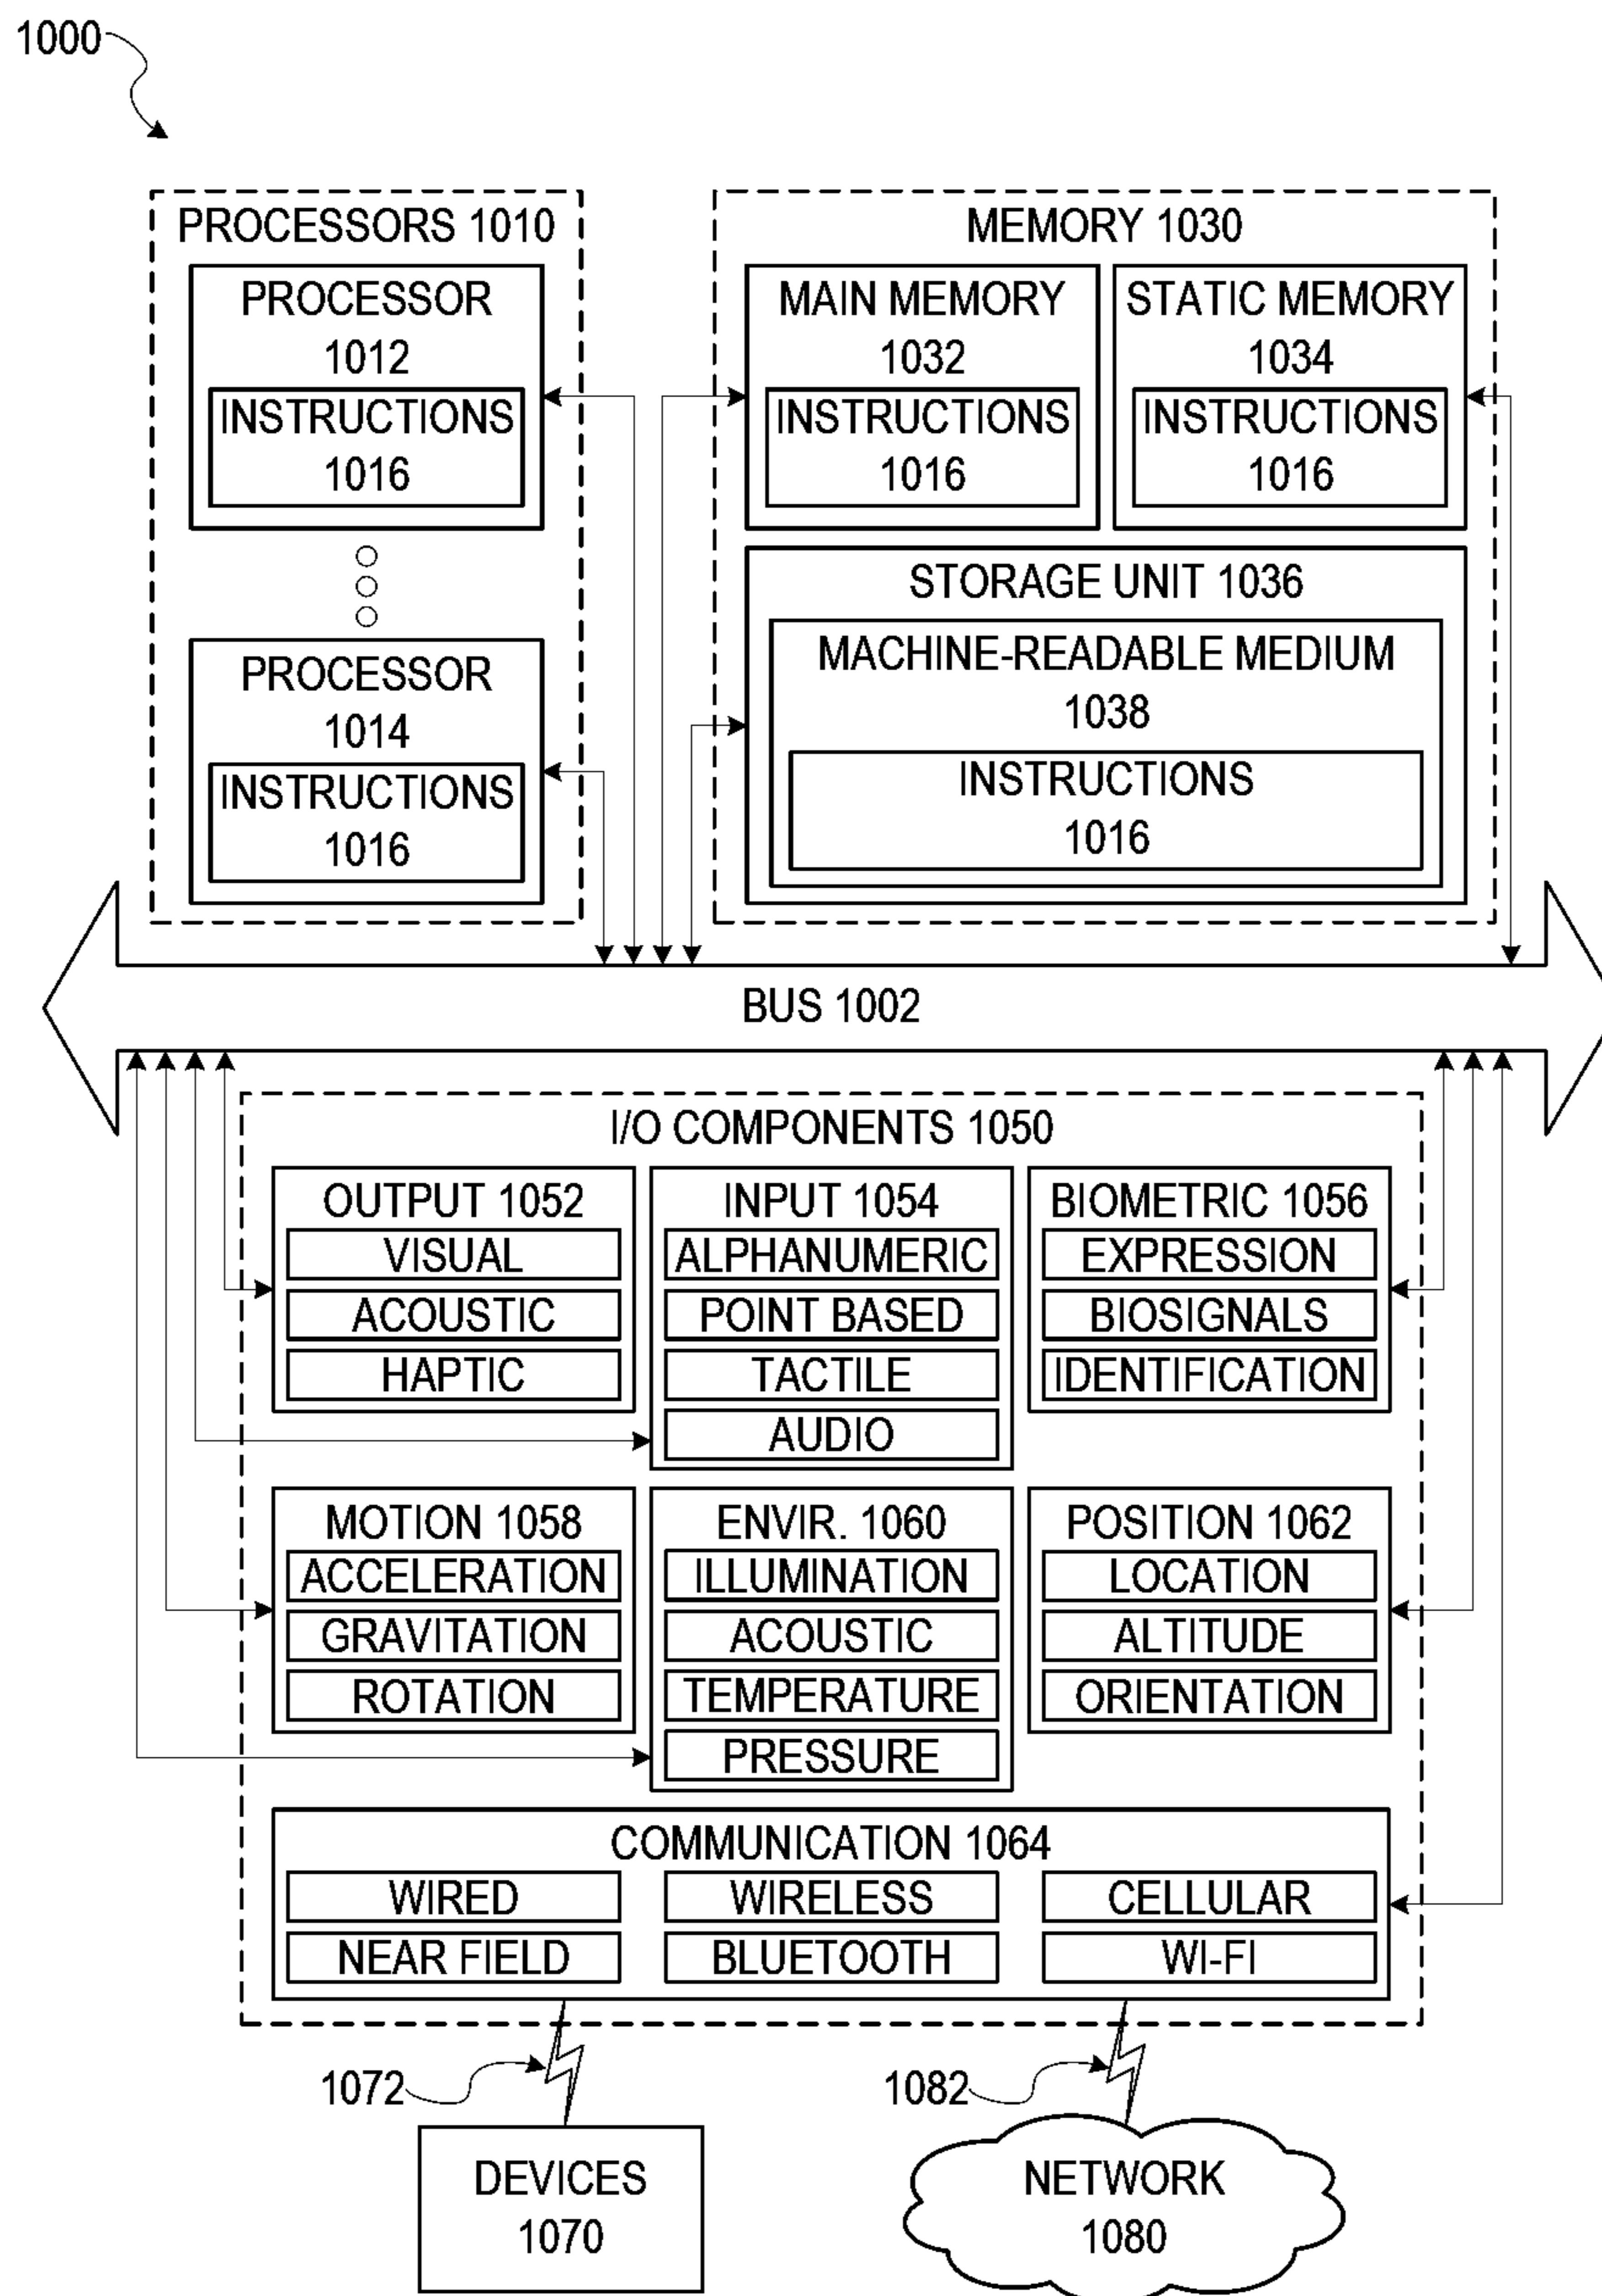 1000
PROCESSORS 1010
PROCESSOR
1012
INSTRUCTIONS
1016
PROCESSOR
1014
INSTRUCTIONS
1016
MEMORY 1030
MAIN MEMORY
1032
INSTRUCTIONS
1016
STATIC MEMORY
1034
INSTRUCTIONS
1016
STORAGE UNIT 1036
MACHINE-READABLE MEDIUM
1038
INSTRUCTIONS
1016
BUS 1002
I/O COMPONENTS 1050
OUTPUT 1052
VISUAL
ACOUSTIC
HAPTIC
INPUT 1054
ALPHANUMERIC
POINT BASED
TACTILE
AUDIO
BIOMETRIC 1056
EXPRESSION
BIOSIGNALS
IDENTIFICATION
MOTION 1058
ACCELERATION
GRAVITATION
ROTATION
ENVIR. 1060
ILLUMINATION
ACOUSTIC
TEMPERATURE
PRESSURE
POSITION 1062
LOCATION
ALTITUDE
ORIENTATION
COMMUNICATION 1064
WIRED
WIRELESS
CELLULAR
NEAR FIELD
BLUETOOTH
WI-FI
1072
1082
DEVICES
1070
NETWORK
1080